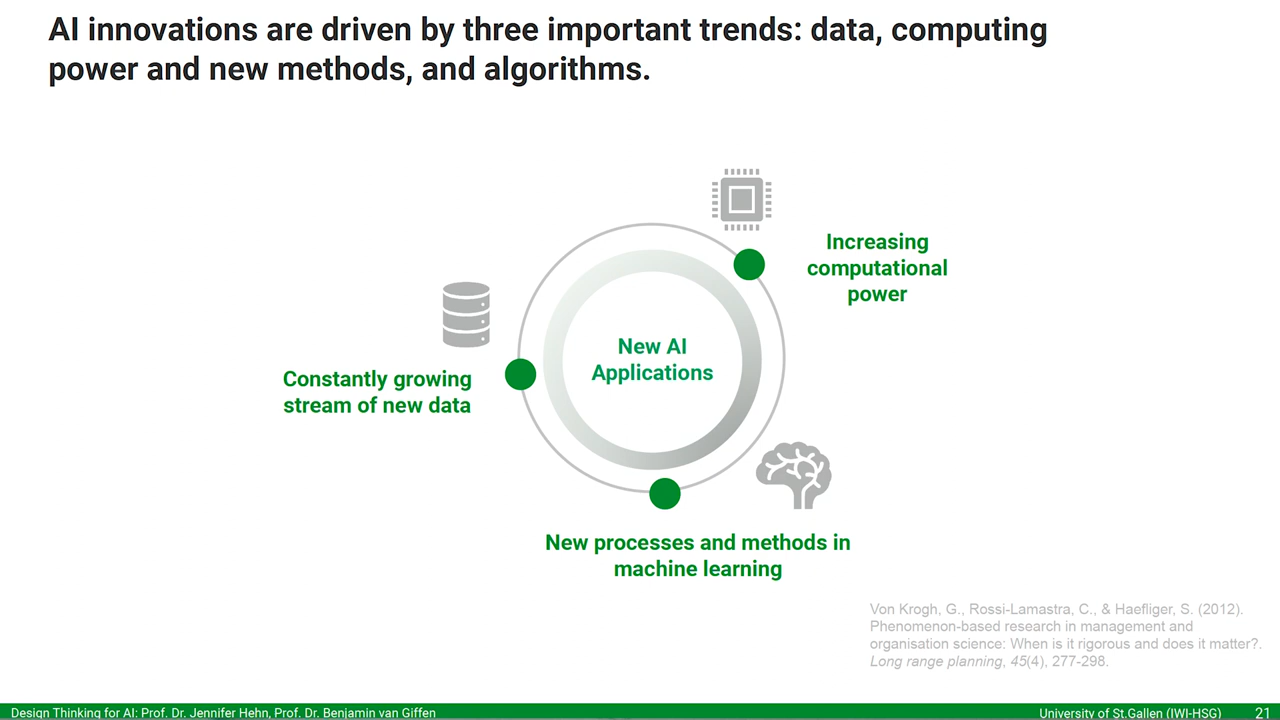 AI innovations are driven by three important trends: data, computing
power and new methods, and algorithms.
Increasing
computational
power
New AI
Applications
Constantly growing
stream of new data
New processes and methods in
machine learning
Von Krogh, G., Rossi-Lamastra, C., & Haefliger, S. (2012).
Phenomenon-based research in management and
organisation science: When is it rigorous and does it matter?.
Long range planning, 45(4), 277-298.
Design Thinking for AI: Prof. Dr. Jennifer Hehn, Prof. Dr. Benjamin van Giffen
University of St.Gallen (IWI-HSG)
21